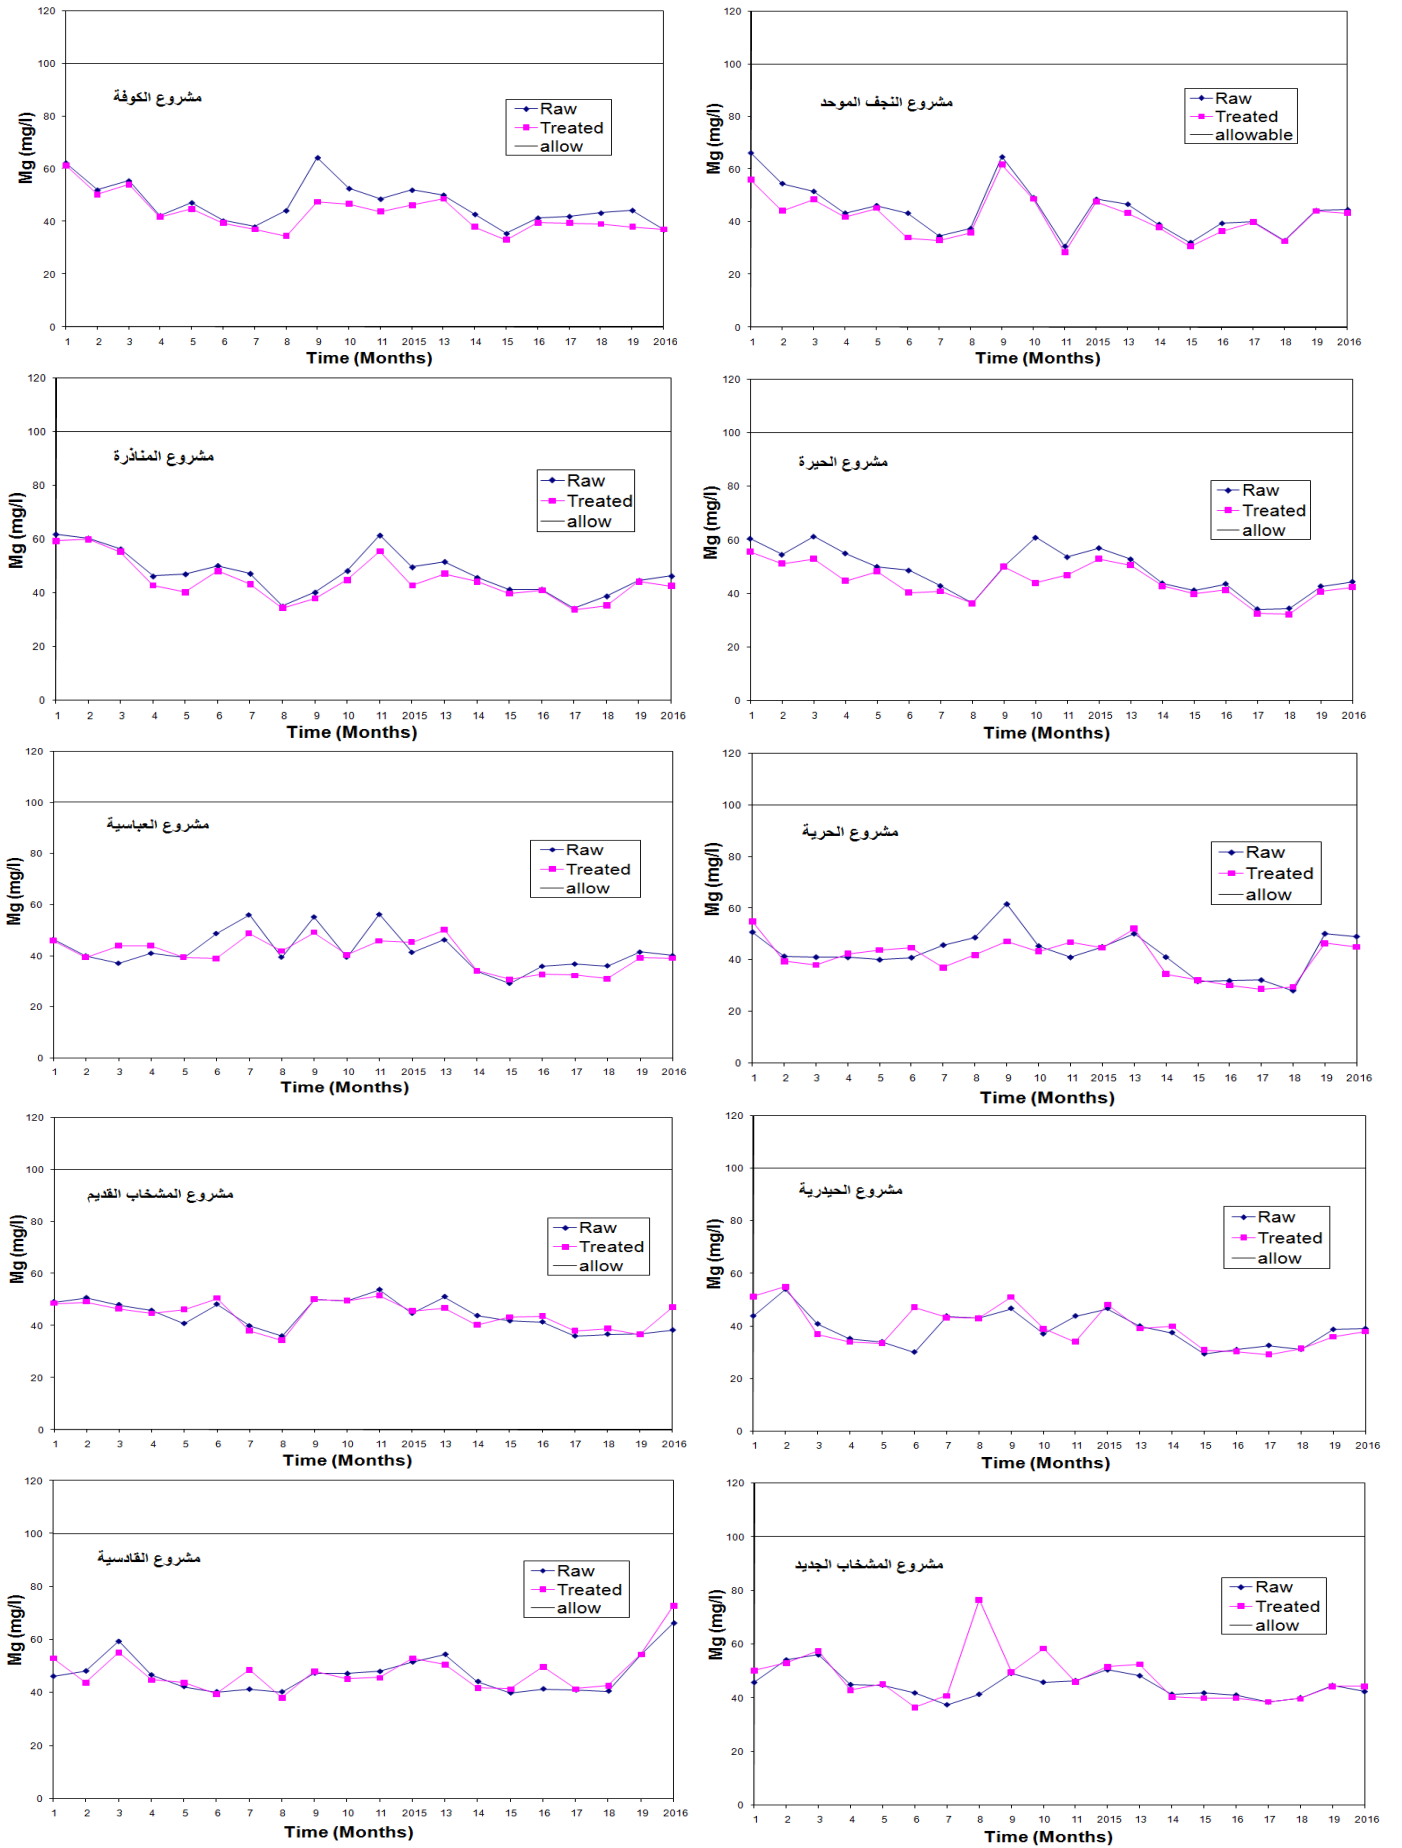 120
100
80
60
40
20
0
Mg (mg/l)
مشروع الكوفة
Raw
Treated
allow
1 2 3 4 5 6 7 8 9 10 11 2015 13 14 15 16 17 18 19 2016
Time (Months)
120
100
80
60
40
20
0
Mg (mg/l)
مشروع النجف الموحد
Raw
Treated
allowable
1 2 3 4 5 6 7 8 9 10 11 2015 13 14 15 16 17 18 19 2016
Time (Months)
120
100
80
60
40
20
0
Mg (mg/l)
مشروع المناذرة
Raw
Treated
allow
1 2 3 4 5 6 7 8 9 10 11 2015 13 14 15 16 17 18 19 2016
Time (Months)
120
100
80
60
40
20
0
Mg (mg/l)
مشروع الحيرة
Raw
Treated
allow
1 2 3 4 5 6 7 8 9 10 11 2015 13 14 15 16 17 18 19 2016
Time (Months)
120
100
80
60
40
20
0
Mg (mg/l)
مشروع العباسية
Raw
Treated
allow
1 2 3 4 5 6 7 8 9 10 11 2015 13 14 15 16 17 18 19 2016
Time (Months)
120
100
80
60
40
20
0
Mg (mg/l)
مشروع الحرية
Raw
Treated
allow
1 2 3 4 5 6 7 8 9 10 11 2015 13 14 15 16 17 18 19 2016
Time (Months)
120
100
80
60
40
20
0
Mg (mg/l)
مشروع المشخاب القديم
Raw
Treated
allow
1 2 3 4 5 6 7 8 9 10 11 2015 13 14 15 16 17 18 19 2016
Time (Months)
120
100
80
60
40
20
0
Mg (mg/l)
مشروع الحيدرية
Raw
Treated
allow
1 2 3 4 5 6 7 8 9 10 11 2015 13 14 15 16 17 18 19 2016
Time (Months)
120
100
80
60
40
20
0
Mg (mg/l)
مشروع القادسية
Raw
Treated
allow
1 2 3 4 5 6 7 8 9 10 11 2015 13 14 15 16 17 18 19 2016
Time (Months)
120
100
80
60
40
20
0
Mg (mg/l)
مشروع المشخاب الجديد
Raw
Treated
allow
1 2 3 4 5 6 7 8 9 10 11 2015 13 14 15 16 17 18 19 2016
Time (Months)